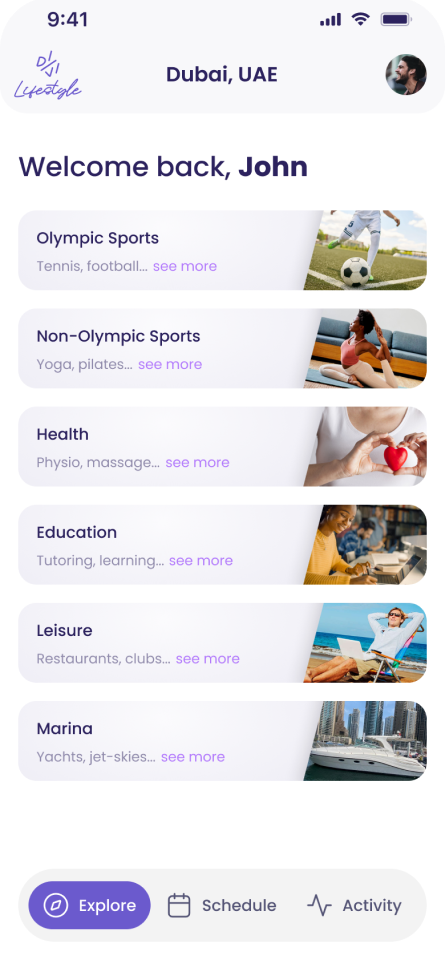 9:41
DIVI
Lifestyle
Dubai, UAE
Welcome back, John
Olympic Sports
Tennis, football... see more
Non-Olympic Sports
Yoga, pilates... see more
Health
Physio, massage... see more
Education
Tutoring, learning... see more
Leisure
Restaurants, clubs... see more
Marina
Yachts, jet-skies... see more
Explore
Schedule
Activity